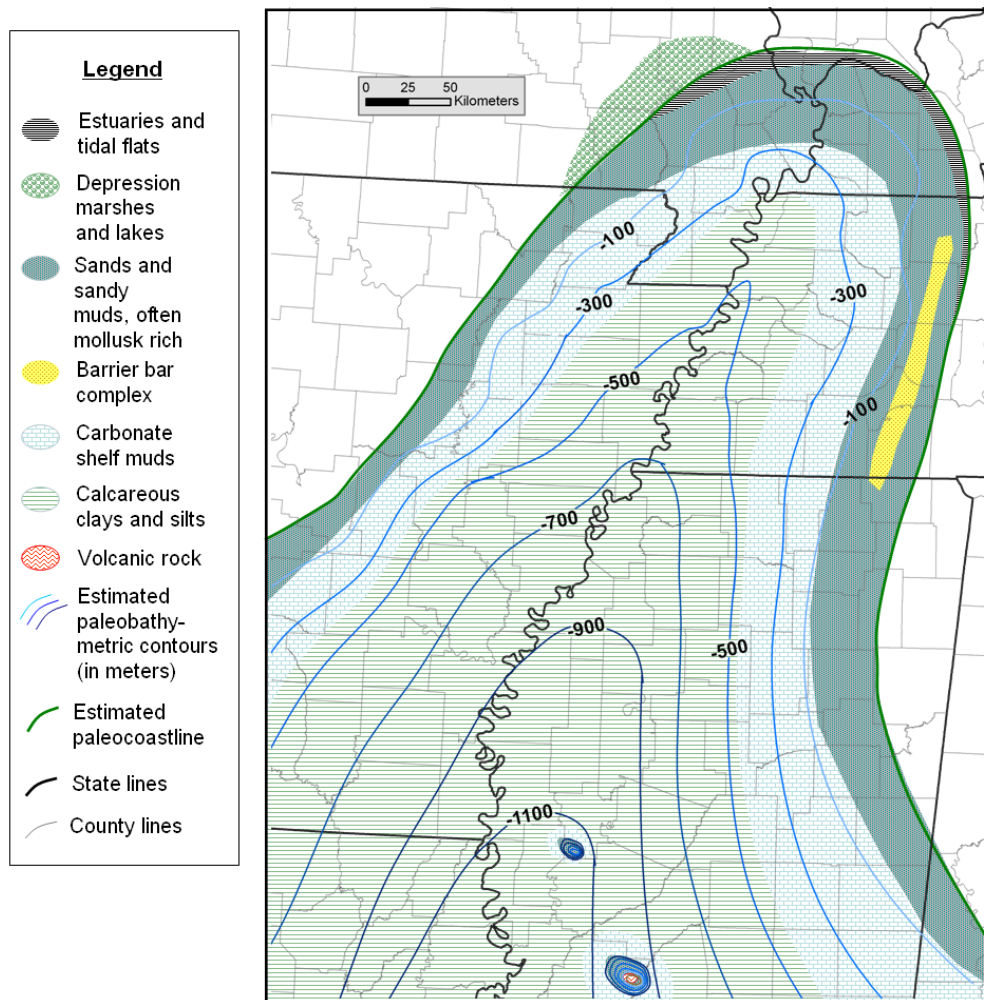 Legend
Estuaries and
tidal flats
Depression
marshes
and lakes
Sands and
sandy
muds, often
mollusk rich
Barrier bar
complex
Carbonate
shelf muds
Calcareous
clays and silts
Volcanic rock
Estimated
paleobathy-
metric contours
(in meters)
Estimated
paleocoastline
State lines
County lines
0 25 50
Kilometers
-100
-300
-300
-500
-100
-700
-900
-500
-1100